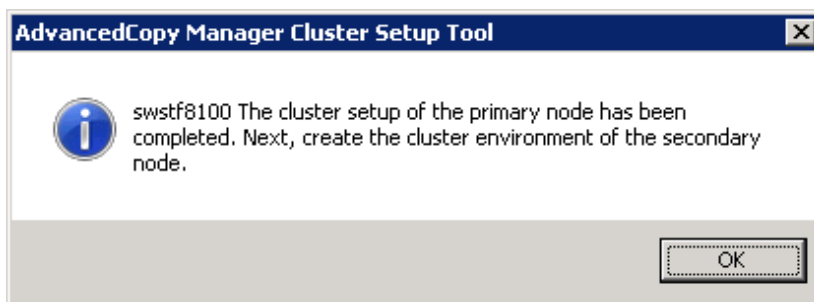 AdvancedCopy Manager Cluster Setup Tool
swstf8100 The cluster setup of the primary node has been
completed. Next, create the cluster environment of the secondary
node.
OK